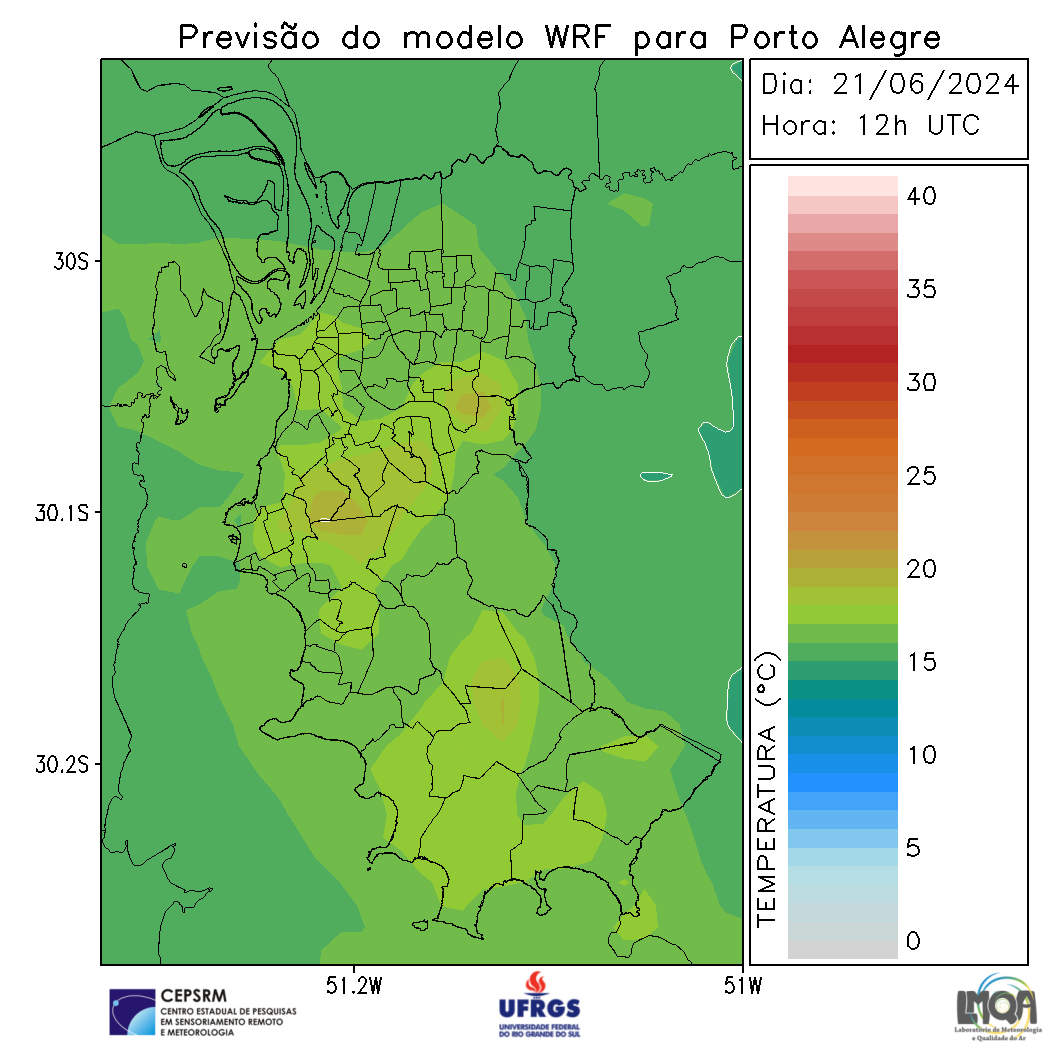 Previsão do modelo WRF para Porto Alegre
Dia: 21/06/2024
Hora: 12h UTC
30S
30.1S
30.2S
51.2W
51W
TEMPERATURA (°C)
40
35
30
25
20
15
10
5
0
CEPSRM
CENTRO ESTADUAL DE PESQUISAS
EM SENSORIAMENTO REMOTO
E METEOROLOGIA
UFRGS
UNIVERSIDADE FEDERAL
DO RIO GRANDE DO SUL
LMQA
Laboratório de Meteorologia
e Qualidade do Ar